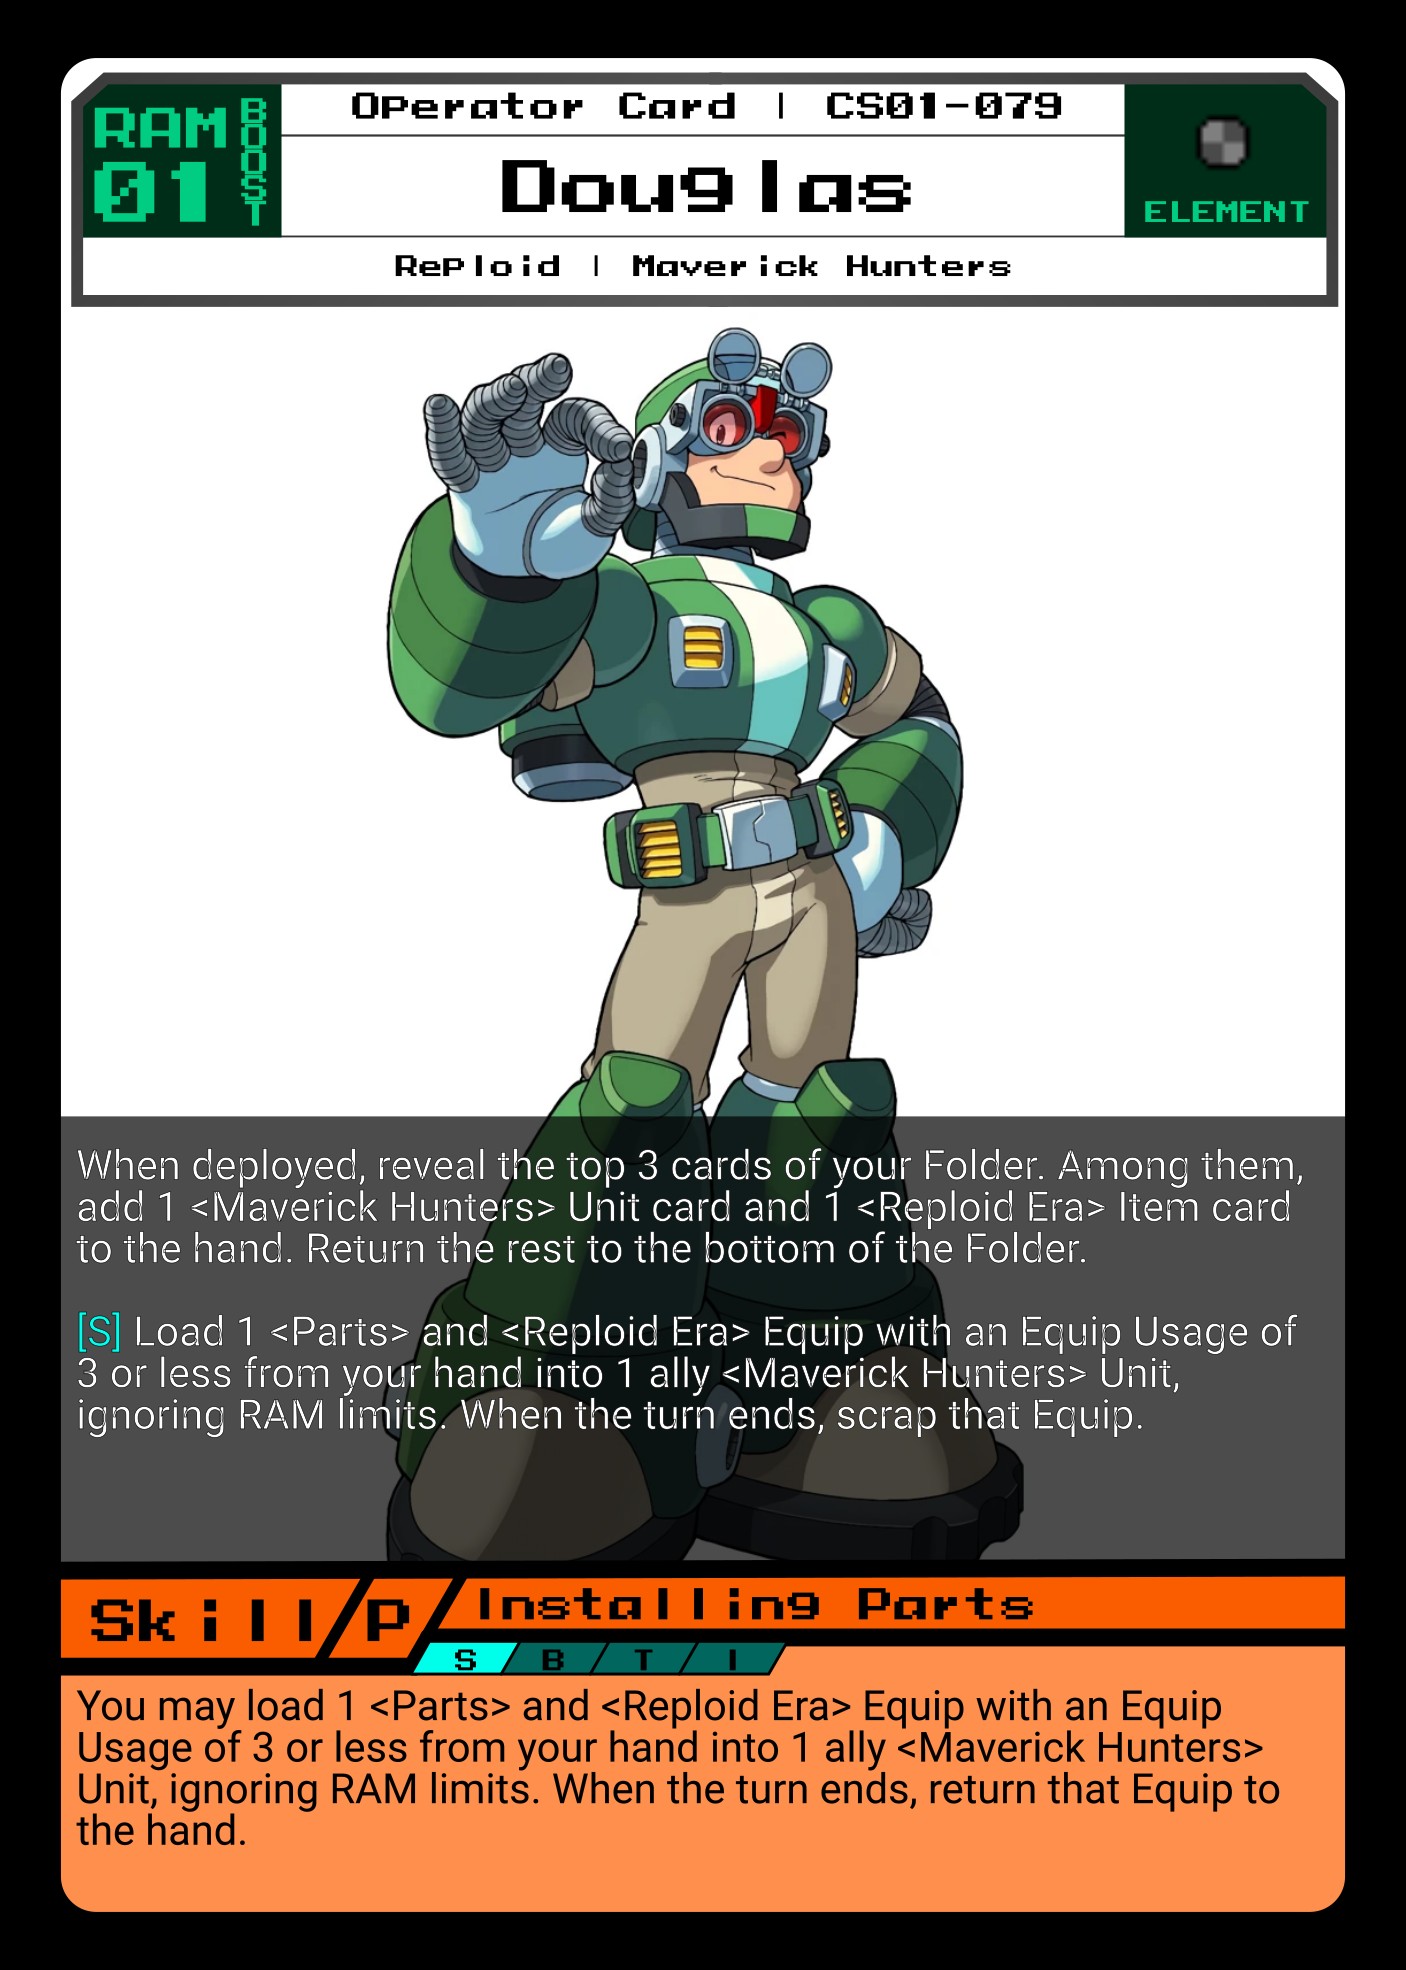 RAM BOOST
01
Operator Card | CS01-079
Douglas
ELEMENT
Reploid | Maverick Hunters
When deployed, reveal the top 3 cards of your Folder. Among them,
add 1 <Maverick Hunters> Unit card and 1 <Reploid Era> Item card
to the hand. Return the rest to the bottom of the Folder.
[S] Load 1 <Parts> and <Reploid Era> Equip with an Equip Usage of
3 or less from your hand into 1 ally <Maverick Hunters> Unit,
ignoring RAM limits. When the turn ends, scrap that Equip.
Skill/P Installing Parts
S B T I
You may load 1 <Parts> and <Reploid Era> Equip with an Equip
Usage of 3 or less from your hand into 1 ally <Maverick Hunters>
Unit, ignoring RAM limits. When the turn ends, return that Equip to
the hand.